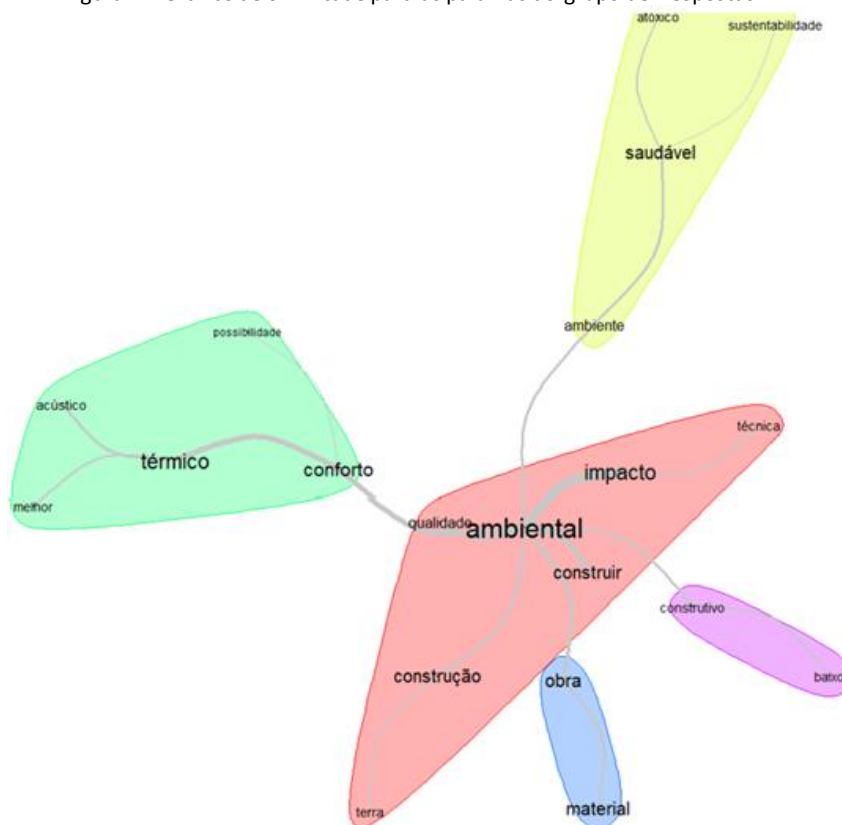 atóxico
sustentabilidade
saudável
ambiente
possibilidade
acústico
térmico
conforto
melhor
técnica
impacto
qualidade
ambiental
construir
construtivo
construção
obra
baixo
terra
material